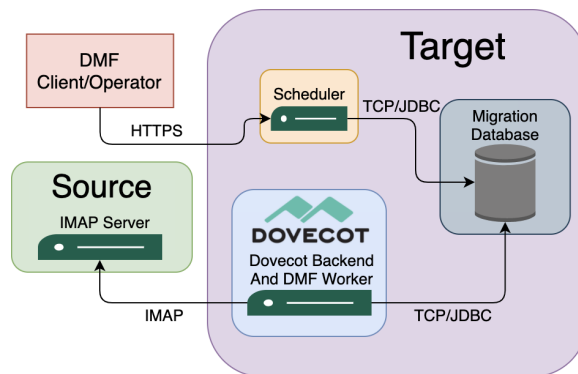 Target
DMF
Client/Operator
Scheduler
TCP/JDBC
HTTPS
Migration
Database
Source
IMAP Server
DOVECOT
Dovecot Backend
And DMF Worker
IMAP
TCP/JDBC